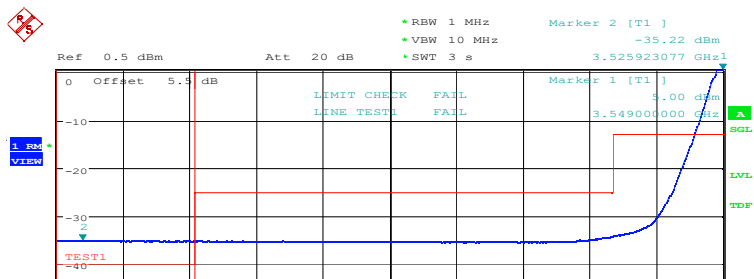 R S
* RBW 1 MHz Marker 2 [T1 ]
* VBW 10 MHz -35.22 dBm
Ref 0.5 dBm Att 20 dB * SWT 3 s 3.525923077 GHz 1
0 Offset 5.5 dB Marker 1 [T1 ]
LIMIT CHECK FAIL 5.00 dBm
LINE TEST1 FAIL 3.549000000 GHz
A
-10
SGL
1 RM *
VIEW
-20
LVL
TDF
-30
2
TEST1
-40